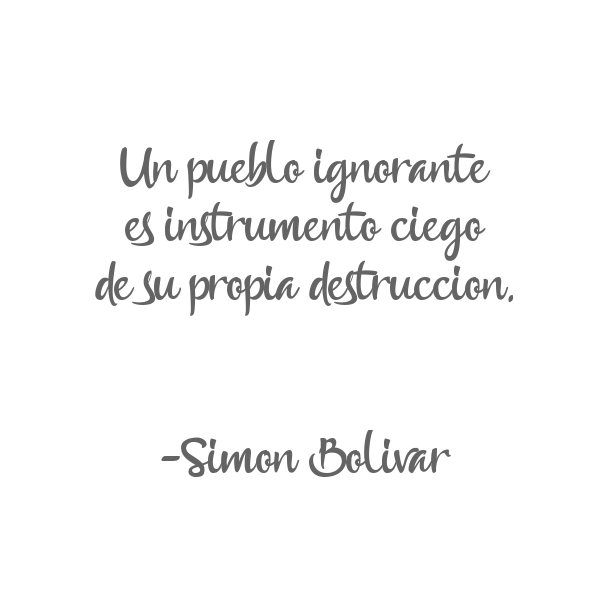 Un pueblo ignorante
es instrumento ciego
de su propia destruccion.
-Simon Bolivar